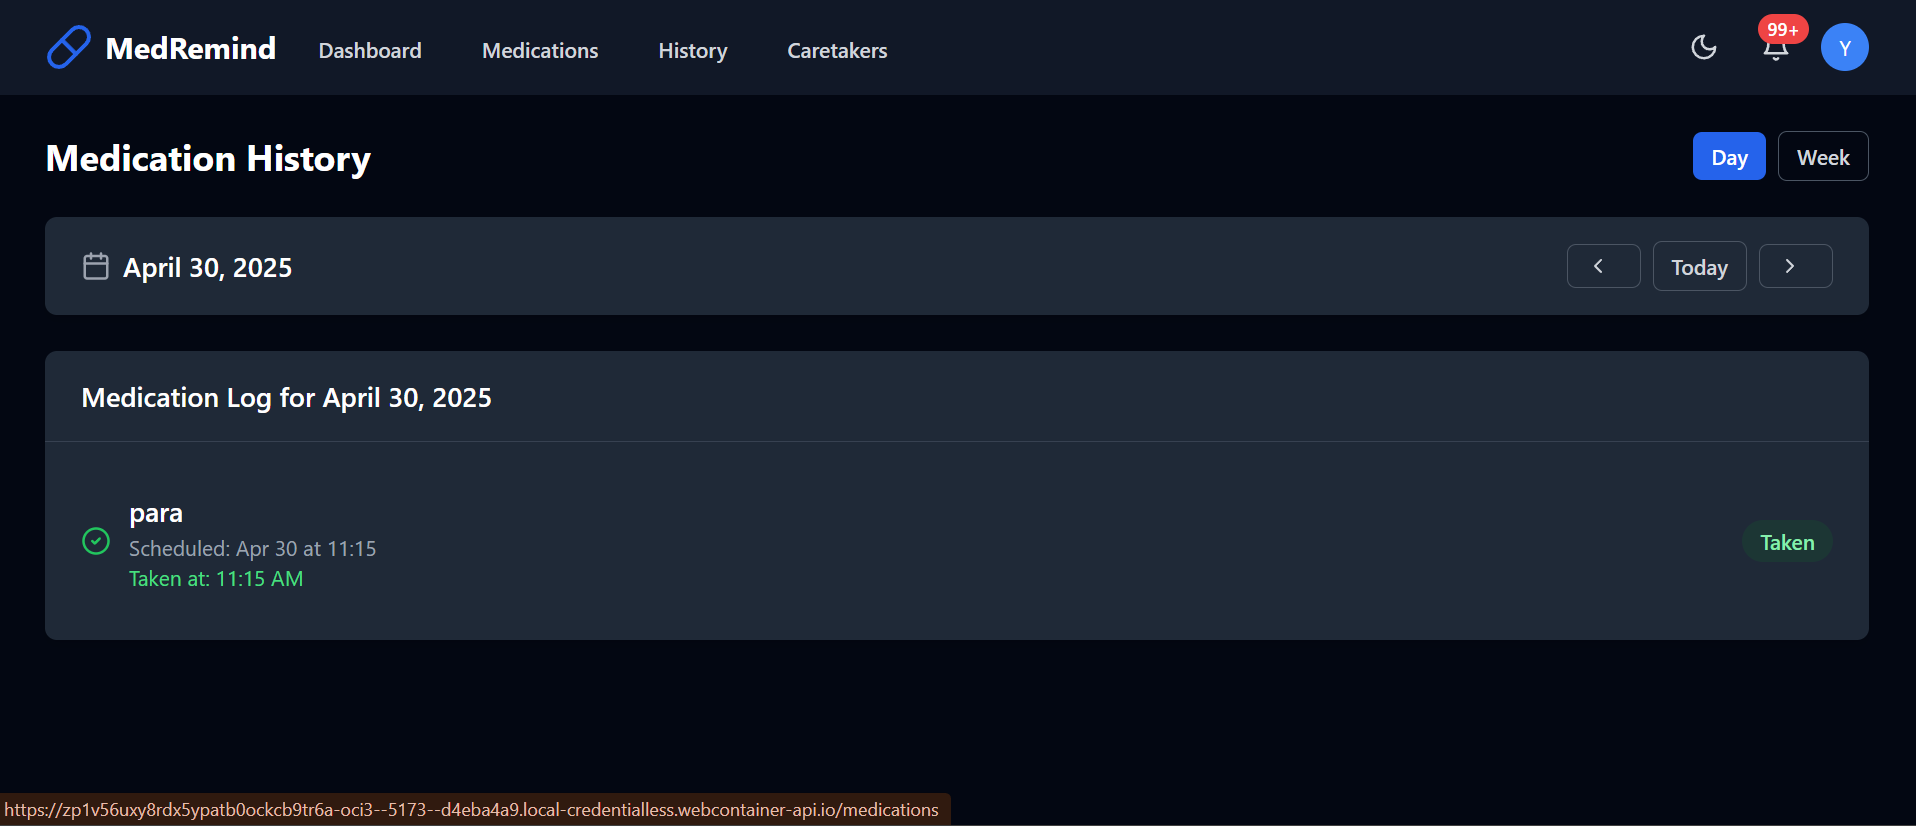 MedRemind Dashboard Medications History Caretakers 99+ Y
Medication History Day Week
April 30, 2025 Today
Medication Log for April 30, 2025
para
Scheduled: Apr 30 at 11:15
Taken at: 11:15 AM
Taken
https://zp1v56uxy8rdx5ypatb0ockcb9tr6a-oci3--5173--d4eba4a9.local-credentialless.webcontainer-api.io/medications